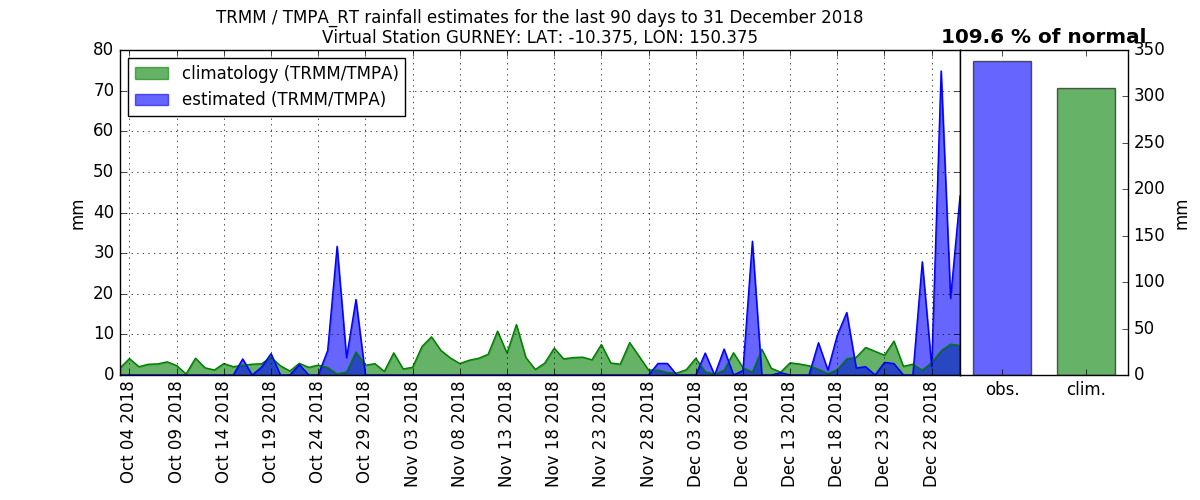 TRMM / TMPA_RT rainfall estimates for the last 90 days to 31 December 2018
Virtual Station GURNEY: LAT: -10.375, LON: 150.375
109.6 % of normal
climatology (TRMM/TMPA)
estimated (TRMM/TMPA)
80
70
60
50
40
30
20
10
0
mm
350
300
250
200
150
100
50
0
mm
obs.
clim.
Oct 04 2018
Oct 09 2018
Oct 14 2018
Oct 19 2018
Oct 24 2018
Oct 29 2018
Nov 03 2018
Nov 08 2018
Nov 13 2018
Nov 18 2018
Nov 23 2018
Nov 28 2018
Dec 03 2018
Dec 08 2018
Dec 13 2018
Dec 18 2018
Dec 23 2018
Dec 28 2018